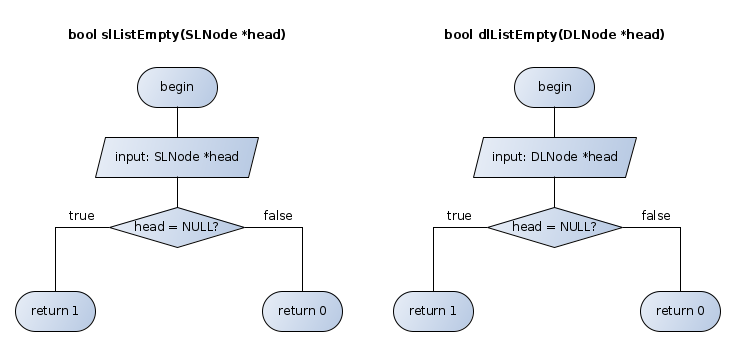 bool slListEmpty(SLNode *head)
begin
input: SLNode *head
head = NULL?
true
false
return 1
return 0
bool dlListEmpty(DLNode *head)
begin
input: DLNode *head
head = NULL?
true
false
return 1
return 0